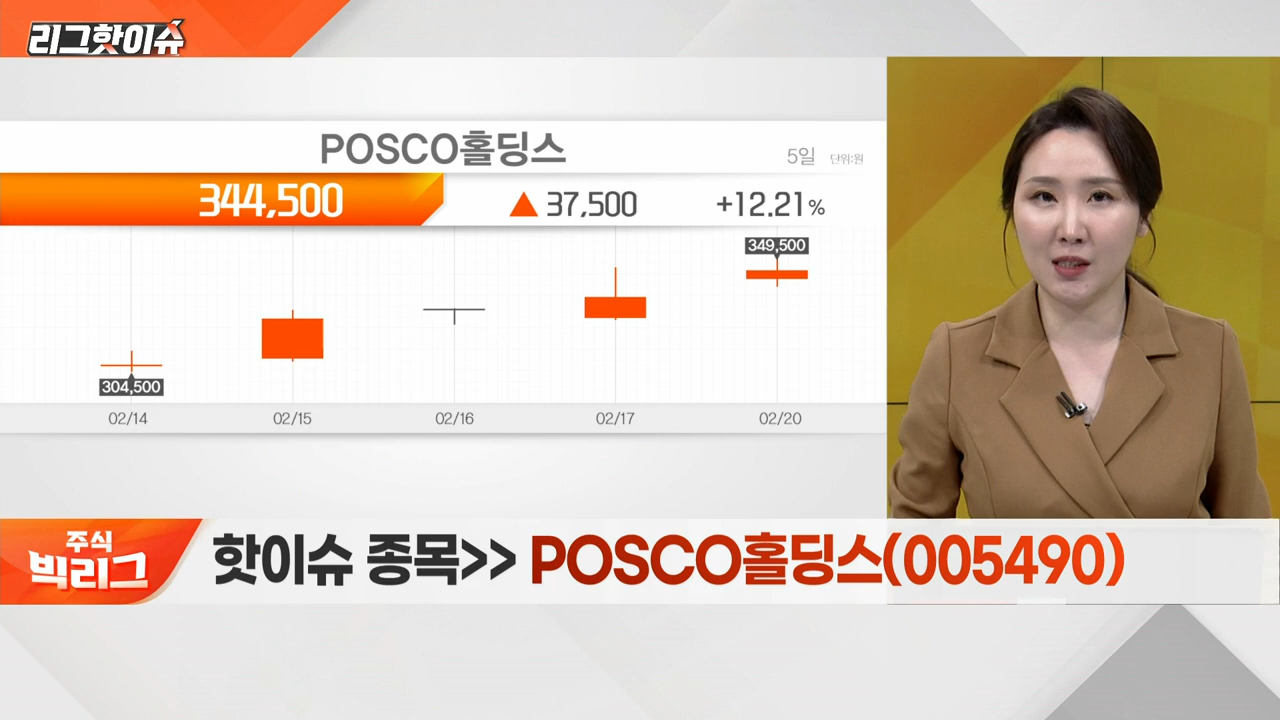 리그핫이슈
POSCO홀딩스
5일 단위:원
344,500 ▲ 37,500 +12.21%
349,500
304,500
02/14 02/15 02/16 02/17 02/20
주식
빅리그
핫이슈 종목>> POSCO홀딩스(005490)